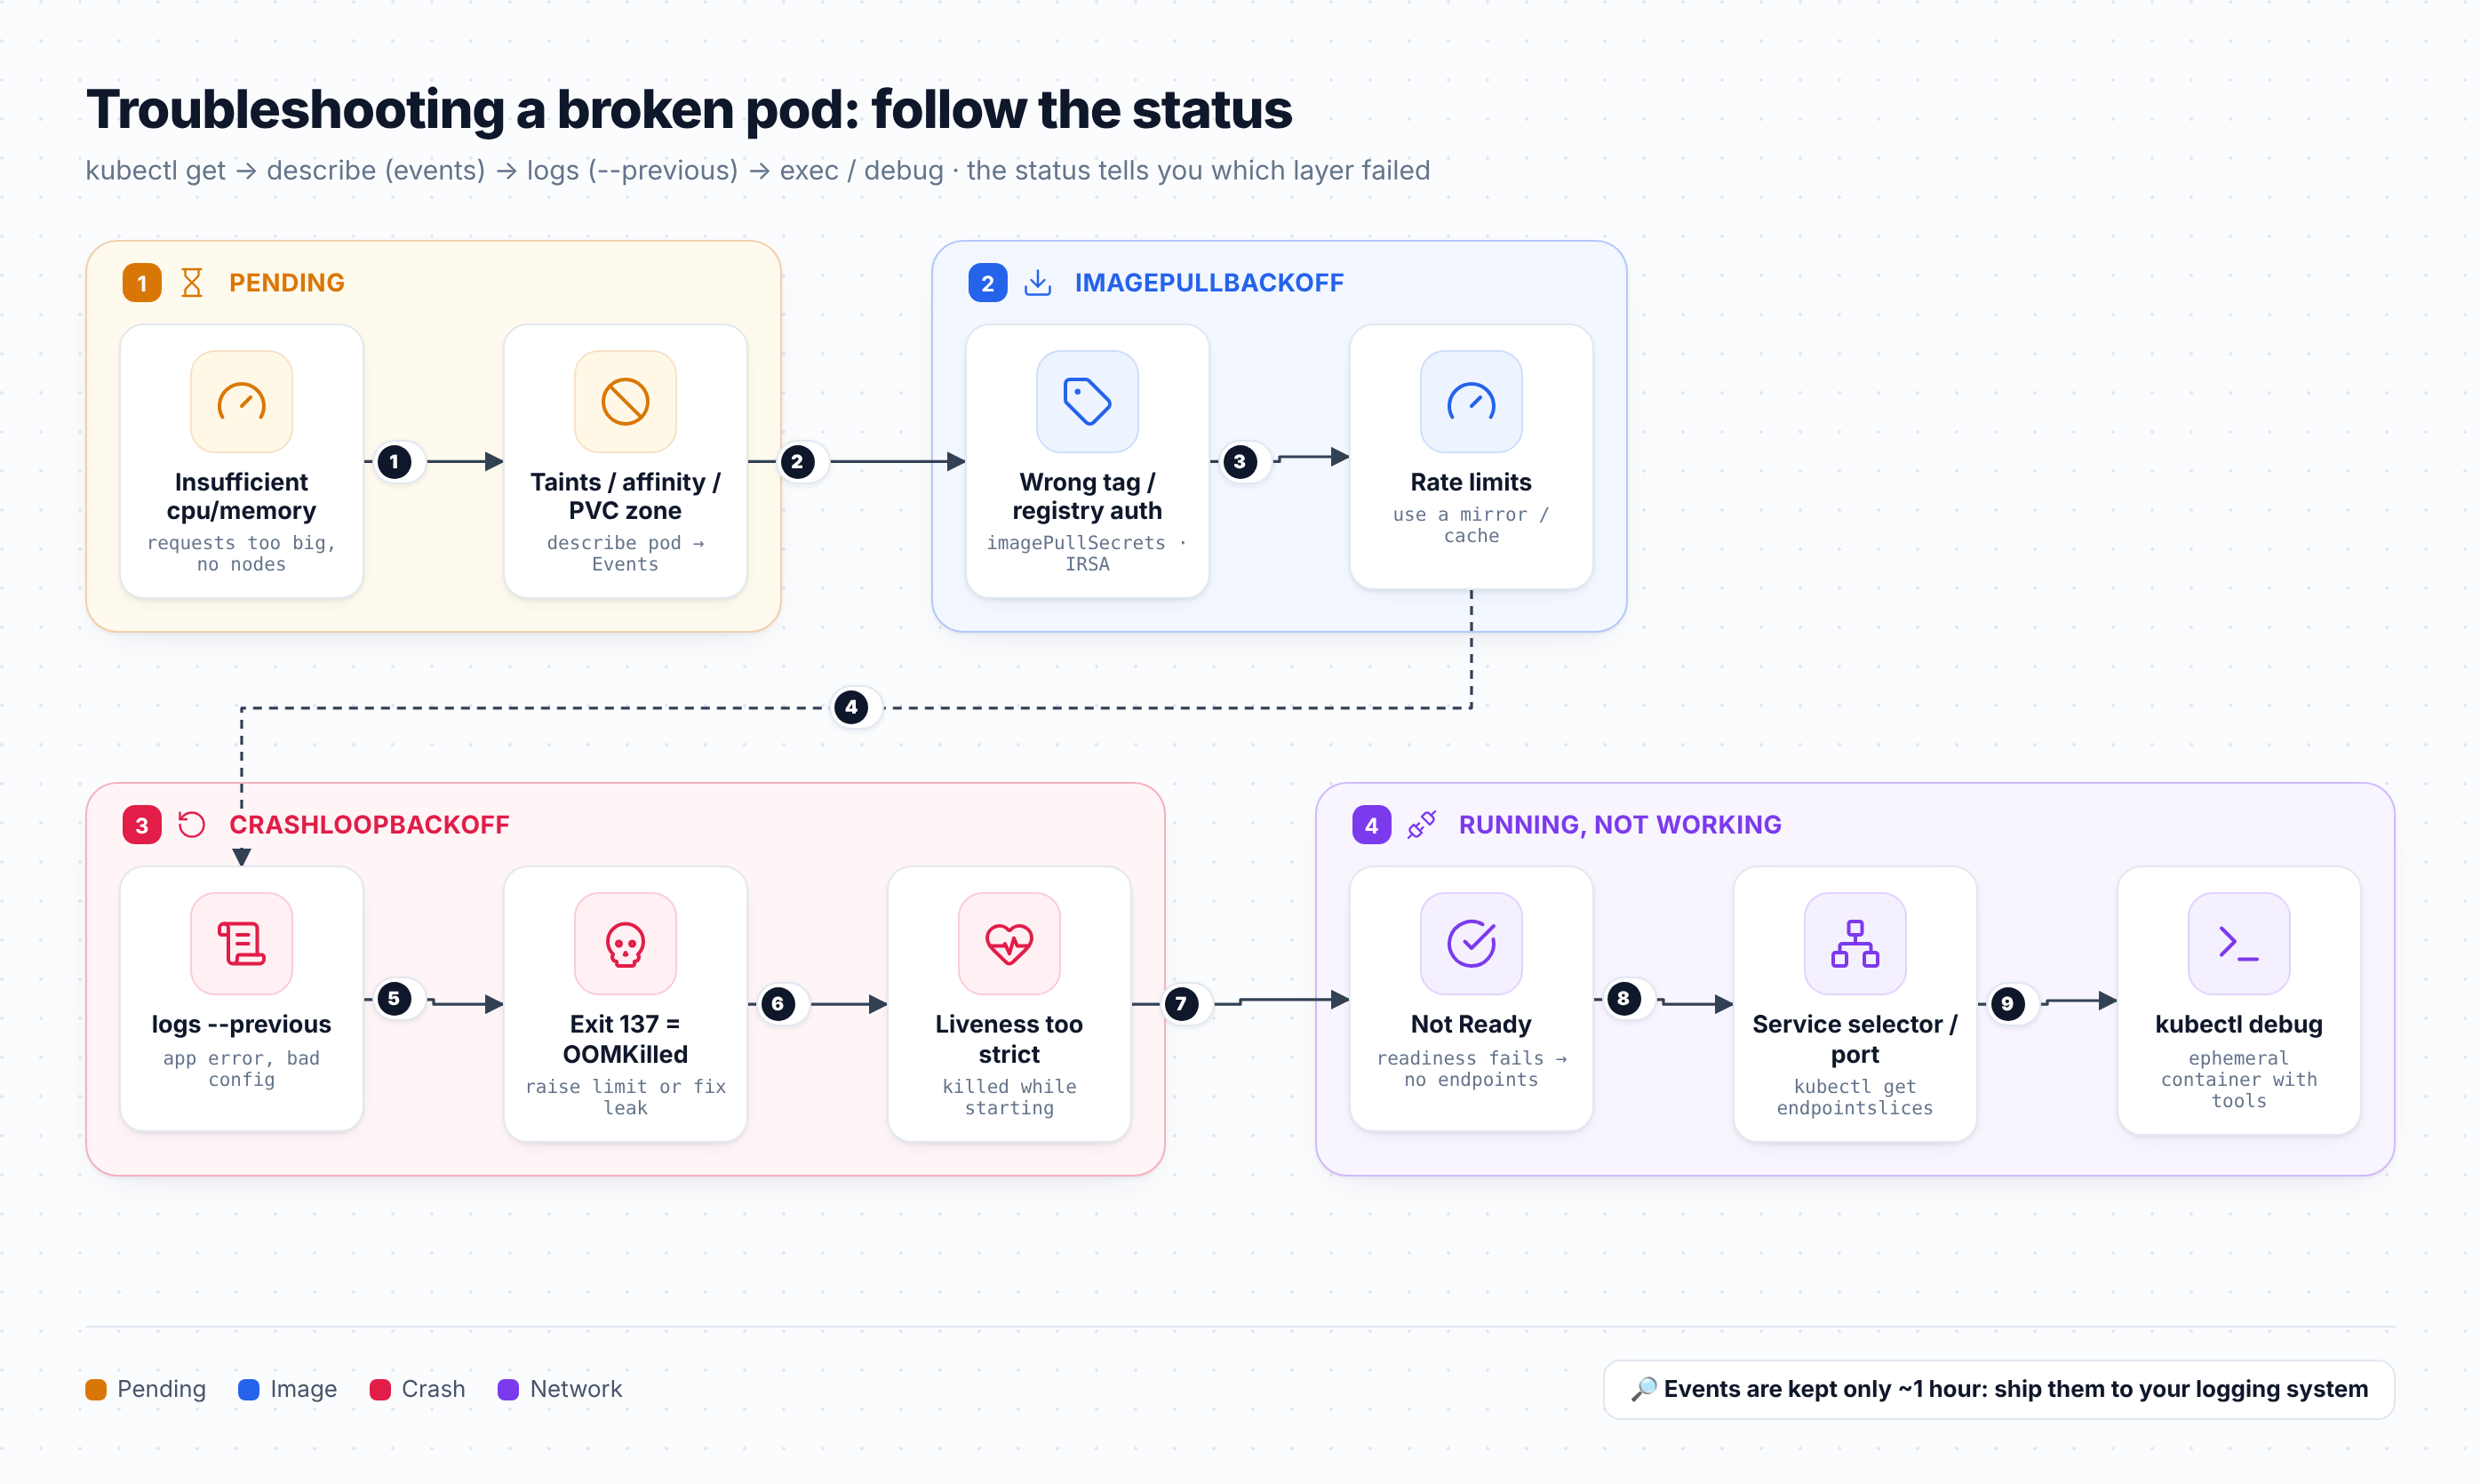 Troubleshooting a broken pod: follow the status
kubectl get → describe (events) → logs (--previous) → exec / debug · the status tells you which layer failed
1 PENDING
Insufficient
cpu/memory
requests too big,
no nodes
1
Taints / affinity /
PVC zone
describe pod →
Events
2
2 IMAGEPULLBACKOFF
Wrong tag /
registry auth
imagePullSecrets ·
IRSA
3
Rate limits
use a mirror /
cache
4
3 CRASHLOOPBACKOFF
logs --previous
app error, bad
config
5
Exit 137 =
OOMKilled
raise limit or fix
leak
6
Liveness too
strict
killed while
starting
7
4 RUNNING, NOT WORKING
Not Ready
readiness fails →
no endpoints
8
Service selector /
port
kubectl get
endpointslices
9
kubectl debug
ephemeral
container with
tools
Pending Image Crash Network
🔎 Events are kept only ~1 hour: ship them to your logging system